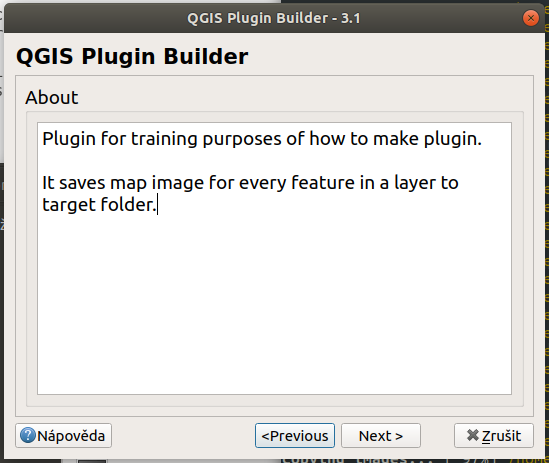 QGIS Plugin Builder - 3.1
QGIS Plugin Builder
About
Plugin for training purposes of how to make plugin.
It saves map image for every feature in a layer to
target folder.
Nápověda
<Previous
Next >
Zrušit